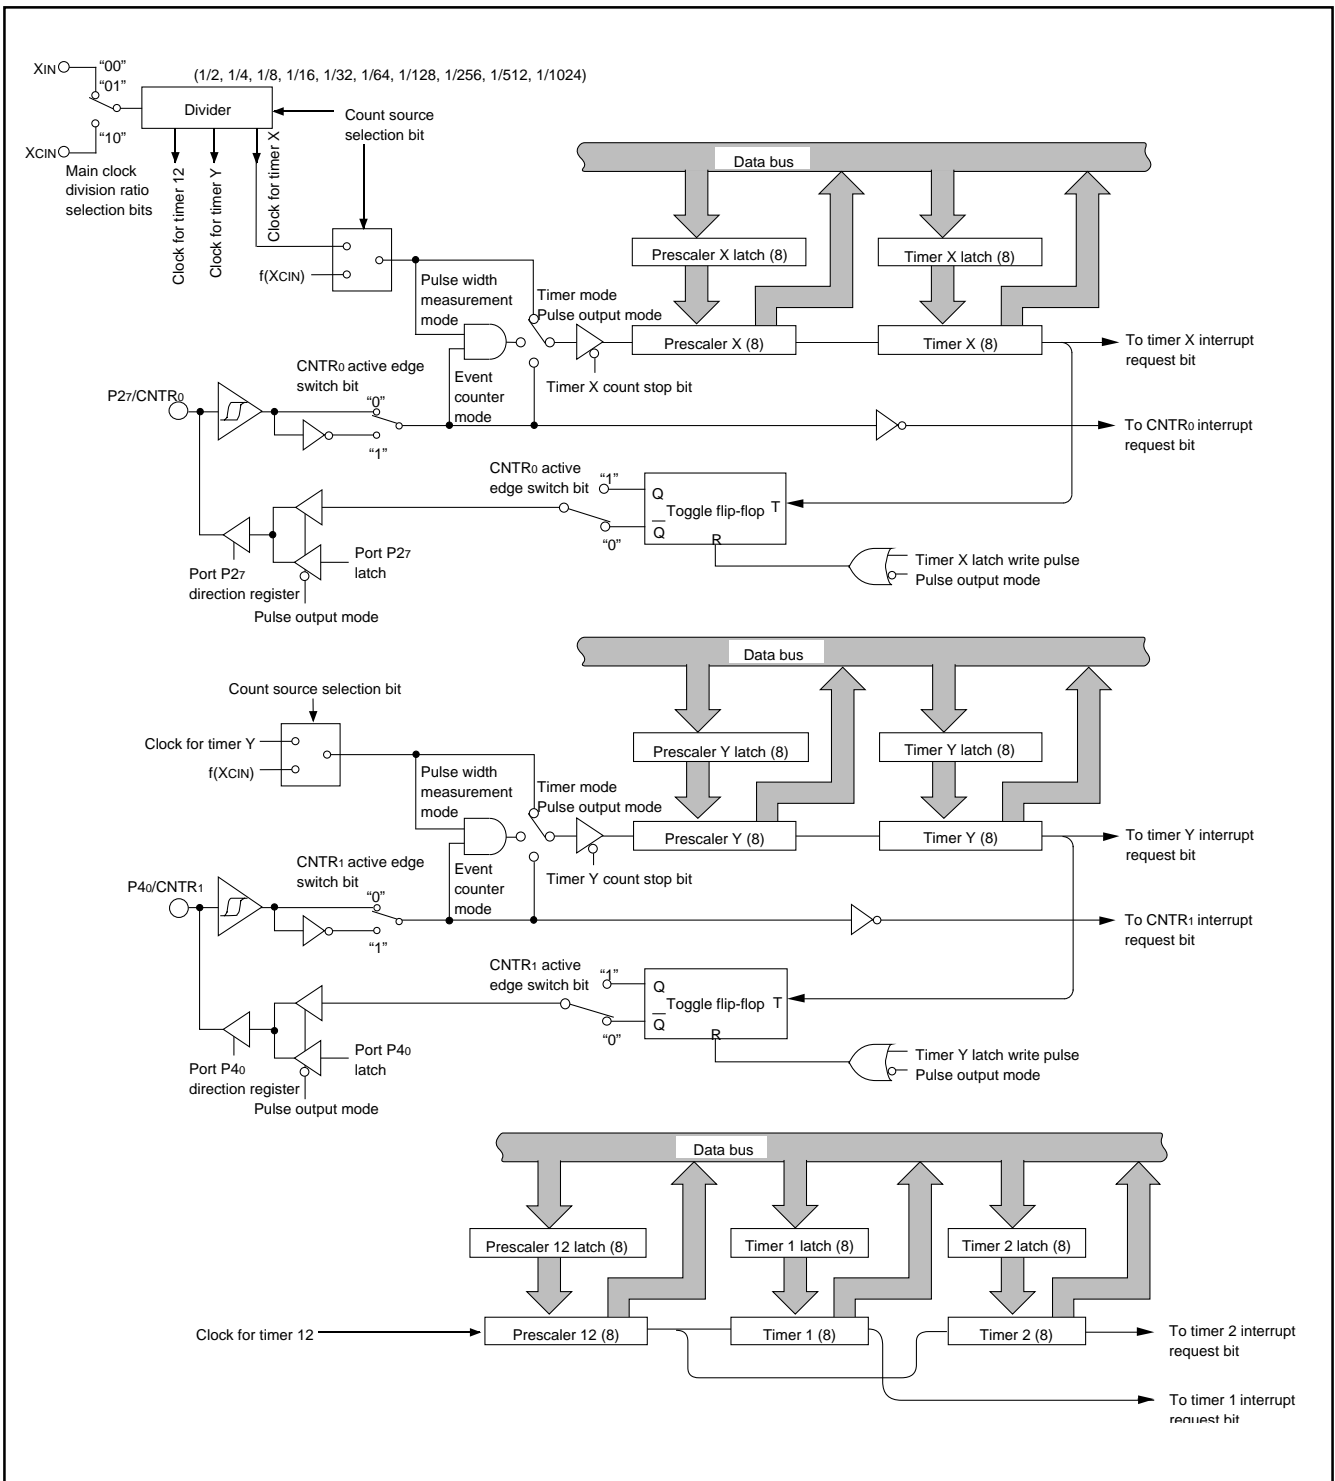 XIN
“00”
“01”
(1/2, 1/4, 1/8, 1/16, 1/32, 1/64, 1/128, 1/256, 1/512, 1/1024)
Divider
Count source
selection bit
XCIN
“10”
Main clock
division ratio
selection bits
Clock for timer 12
Clock for timer Y
Clock for timer X
f(XCIN)
Data bus
Prescaler X latch (8)
Timer X latch (8)
Pulse width
measurement
mode
Timer mode
Pulse output mode
Prescaler X (8)
Timer X (8)
To timer X interrupt
request bit
Timer X count stop bit
Event
counter
mode
CNTR0 active edge
switch bit
P27/CNTR0
“0”
“1”
To CNTR0 interrupt
request bit
CNTR0 active
edge switch bit
“1”
“0”
Q
Toggle flip-flop
T
Q
R
Timer X latch write pulse
Pulse output mode
Port P27
latch
Port P27
direction register
Pulse output mode
Data bus
Count source selection bit
Clock for timer Y
f(XCIN)
Prescaler Y latch (8)
Timer Y latch (8)
Pulse width
measurement
mode
Timer mode
Pulse output mode
Prescaler Y (8)
Timer Y (8)
To timer Y interrupt
request bit
Timer Y count stop bit
Event
counter
mode
CNTR1 active edge
switch bit
P40/CNTR1
“0”
“1”
To CNTR1 interrupt
request bit
CNTR1 active
edge switch bit
“1”
“0”
Q
Toggle flip-flop
T
Q
R
Timer Y latch write pulse
Pulse output mode
Port P40
latch
Port P40
direction register
Pulse output mode
Data bus
Prescaler 12 latch (8)
Timer 1 latch (8)
Timer 2 latch (8)
Clock for timer 12
Prescaler 12 (8)
Timer 1 (8)
Timer 2 (8)
To timer 2 interrupt
request bit
To timer 1 interrupt
request bit